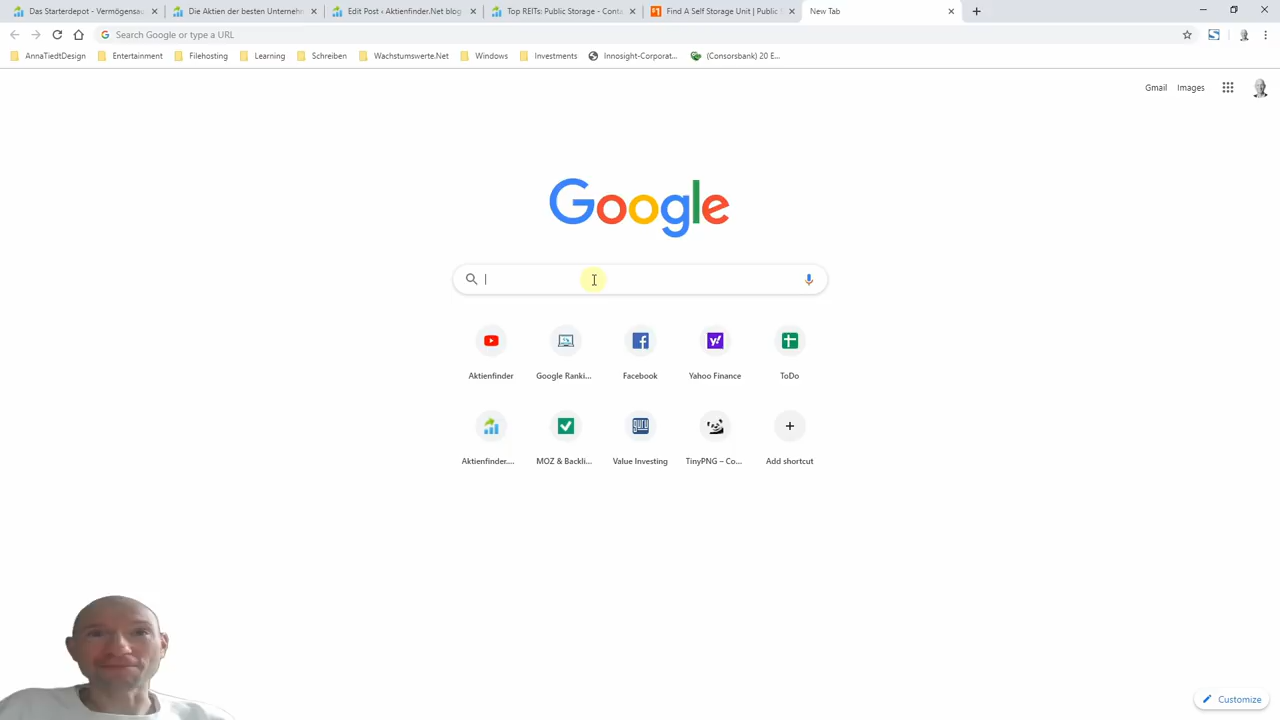 Das Starterdepot - Vermögensau
Die Aktien der besten Unternehm
Edit Post ‹ Aktienfinder.Net blog
Top REITs: Public Storage - Conta
#1
Find A Self Storage Unit | Public S
New Tab
Search Google or type a URL
AnnaTiedtDesign
Entertainment
Filehosting
Learning
Schreiben
Wachstumswerte.Net
Windows
Investments
Innosight-Corporat...
(Consorsbank) 20 E...
Gmail
Images
Google
Aktienfinder
Google Ranki...
Facebook
Yahoo Finance
ToDo
Aktienfinder....
MOZ & Backli...
guru
Value Investing
TinyPNG – Co...
Add shortcut
Customize